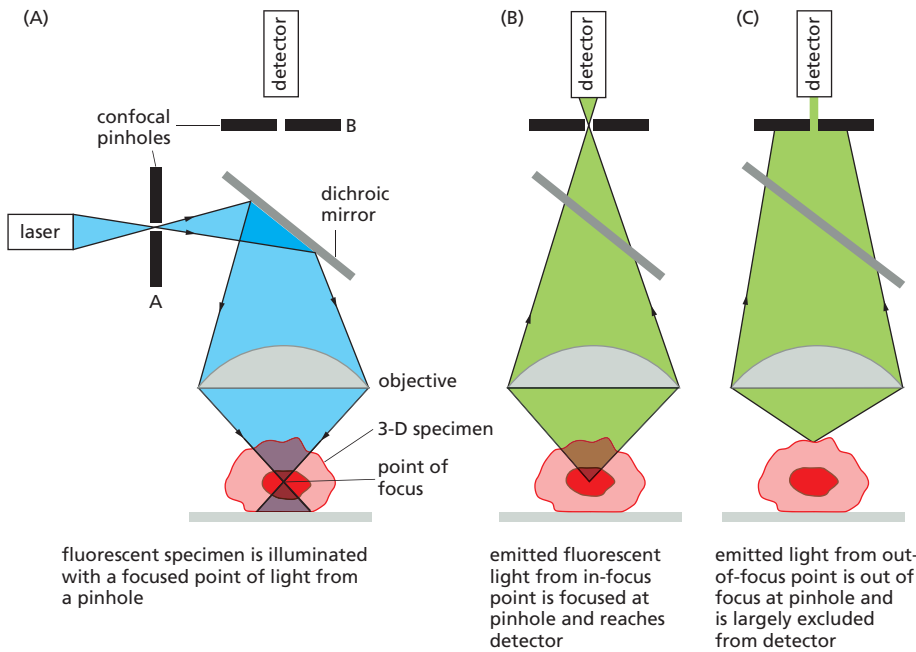 (A)
detector
confocal
pinholes
B
dichroic
mirror
laser
A
objective
3-D specimen
point of
focus
fluorescent specimen is illuminated
with a focused point of light from
a pinhole
(B)
detector
emitted fluorescent
light from in-focus
point is focused at
pinhole and reaches
detector
(C)
detector
emitted light from out-
of-focus point is out of
focus at pinhole and
is largely excluded
from detector